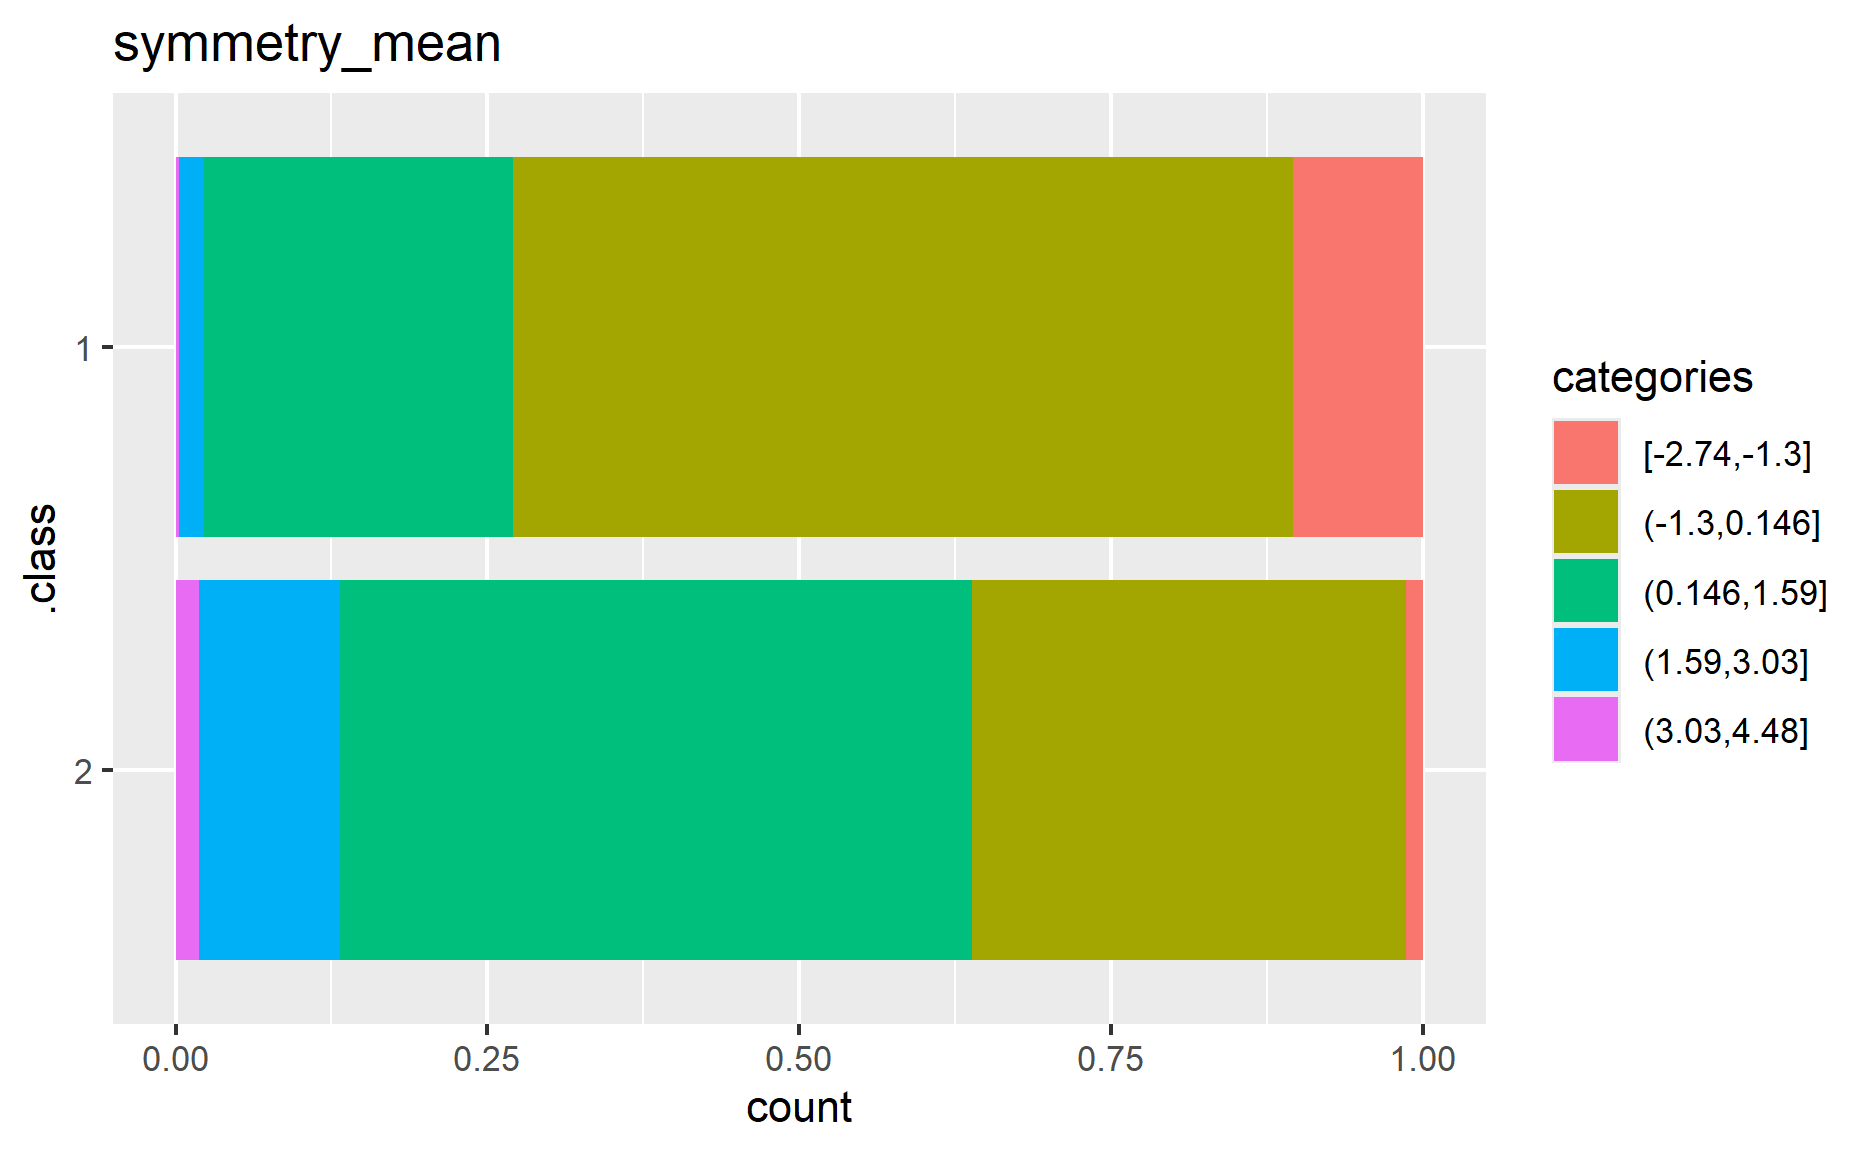 symmetry_mean
.class
1
2
0.00 0.25 0.50 0.75 1.00
count
categories
[-2.74,-1.3]
(-1.3,0.146]
(0.146,1.59]
(1.59,3.03]
(3.03,4.48]